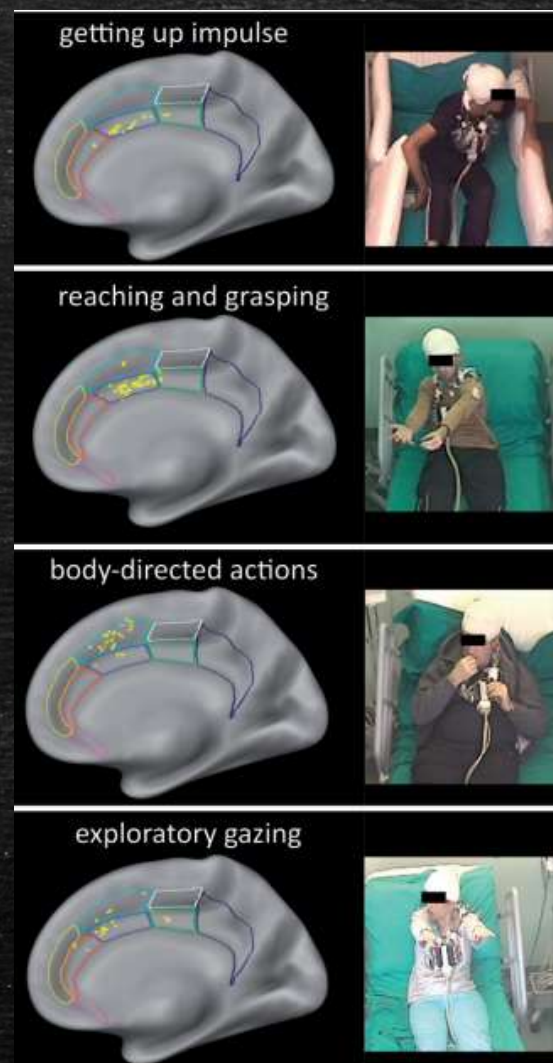 getting up impulse
reaching and grasping
body-directed actions
exploratory gazing